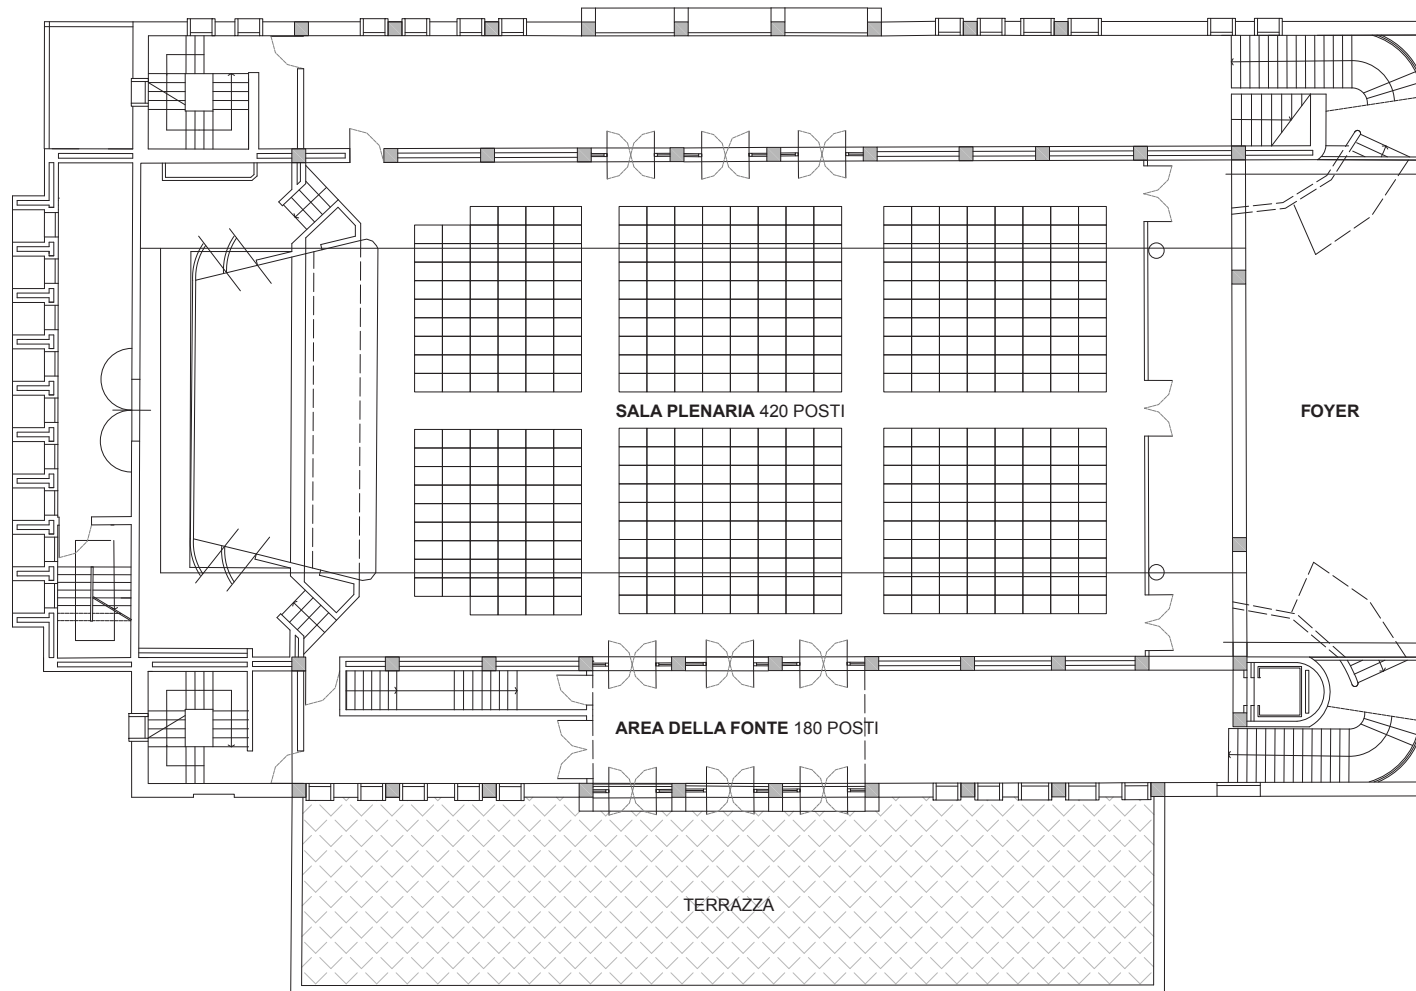 SALA PLENARIA 420 POSTI
FOYER
AREA DELLA FONTE 180 POSTI
TERRAZZA